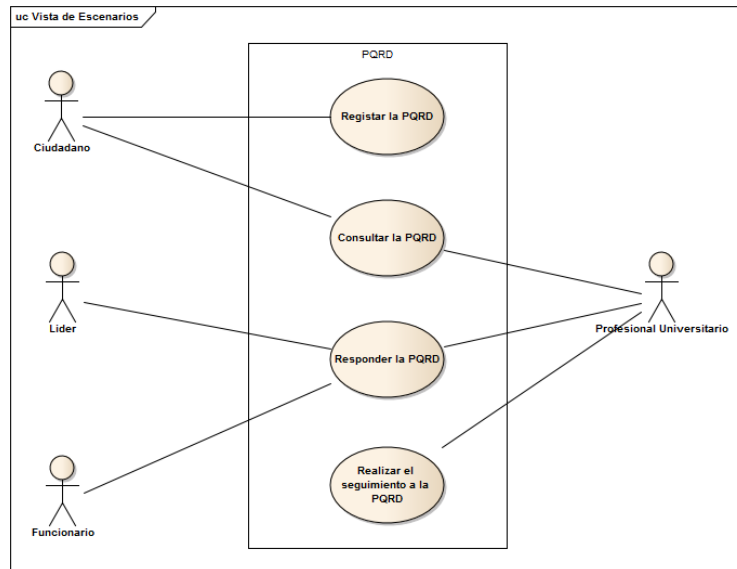 uc Vista de Escenarios
PQRD
Registar la PQRD
Ciudadano
Consultar la PQRD
Lider
Profesional Universitario
Responder la PQRD
Realizar el
seguimiento a la
PQRD
Funcionario